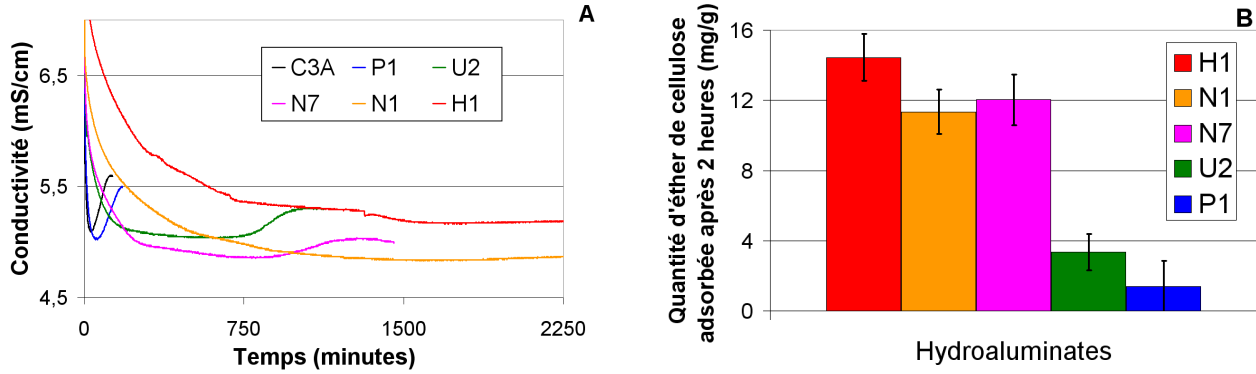 A
Conductivité (mS/cm)
6,5
5,5
4,5
C3A P1 U2
N7 N1 H1
0 750 1500 2250
Temps (minutes)
B
Quantité d'éther de cellulose
adsorbée après 2 heures (mg/g)
16
12
8
4
0
H1
N1
N7
U2
P1
Hydroaluminates